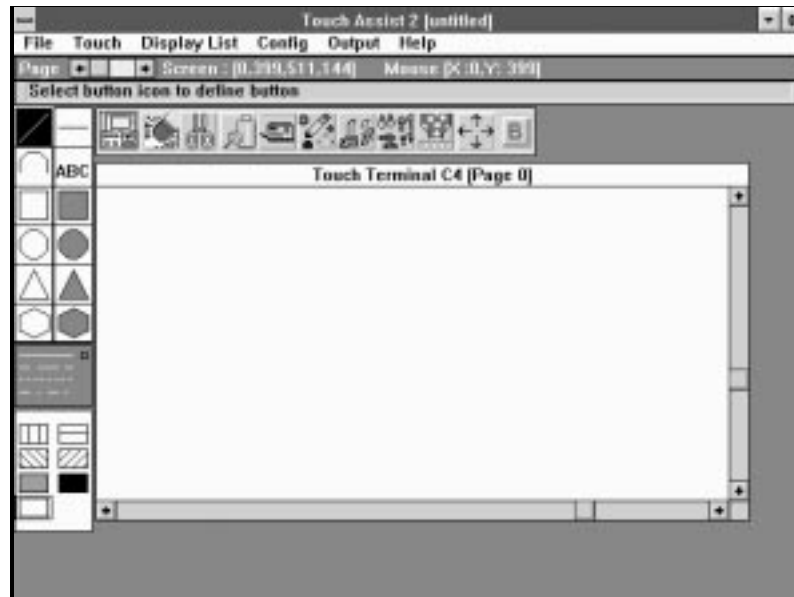 Touch Assist 2 [untitled]
File Touch Display List Config Output Help
Page Screen : [0,399,511,144] Mouse [X :0,Y: 399]
Select button icon to define button
B
ABC
Touch Terminal C4 [Page 0]